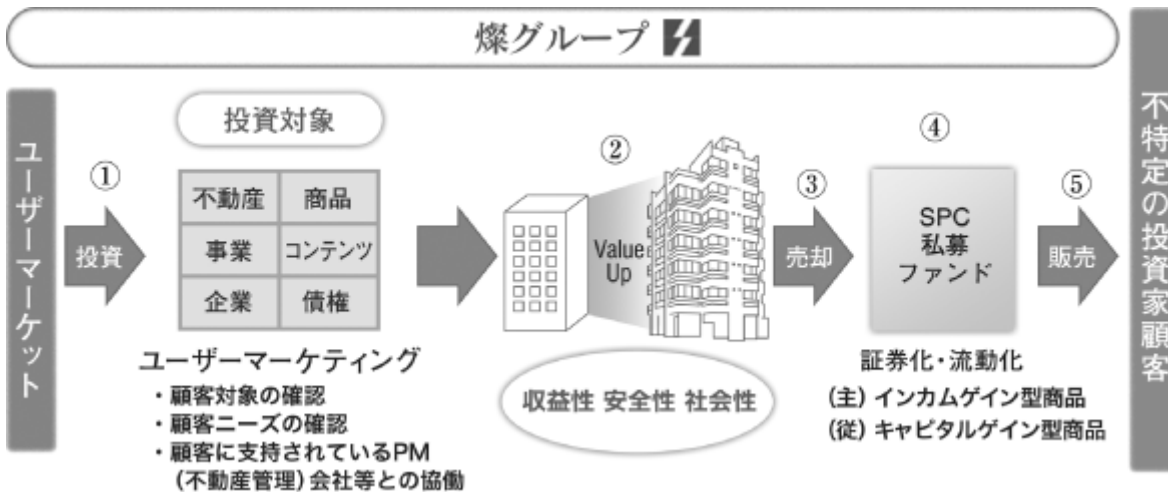 燦グループ
ユーザーマーケット
①
投資
投資対象
不動産
商品
事業
コンテンツ
企業
債権
ユーザーマーケティング
・顧客対象の確認
・顧客ニーズの確認
・顧客に支持されているPM
(不動産管理)会社等との協働
②
Value
Up
収益性 安全性 社会性
③
売却
④
SPC
私募
ファンド
証券化・流動化
(主) インカムゲイン型商品
(従) キャピタルゲイン型商品
⑤
販売
不特定の投資家顧客